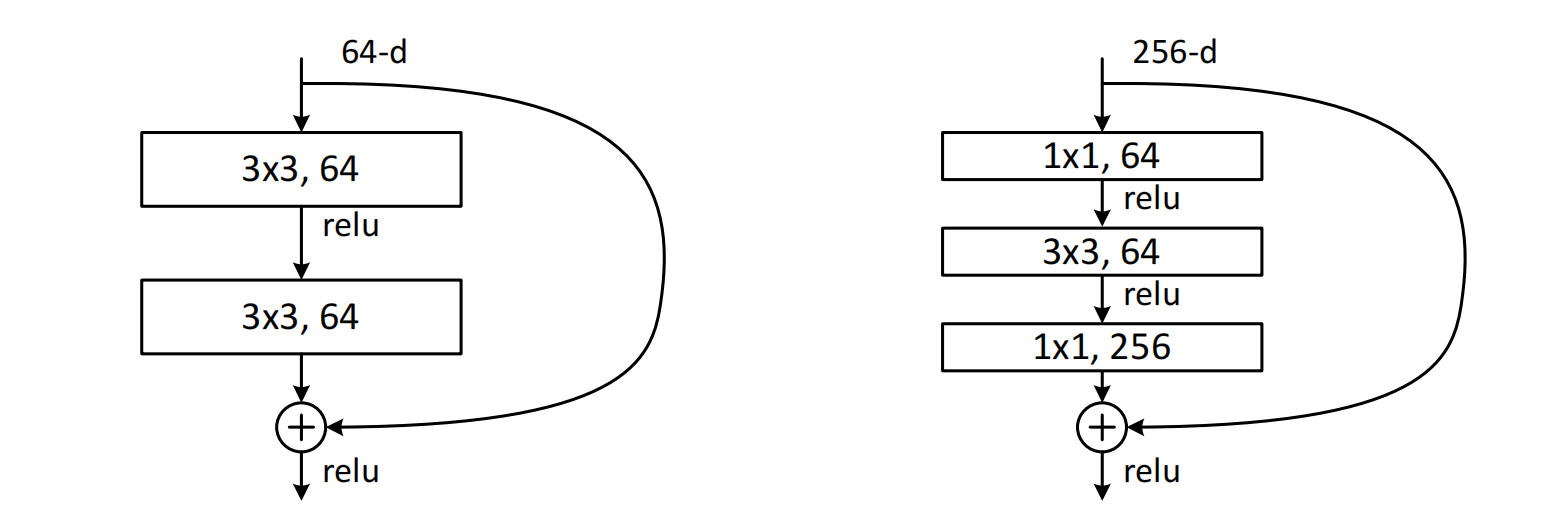 64-d
3x3, 64
relu
3x3, 64
relu
256-d
1x1, 64
relu
3x3, 64
relu
1x1, 256
relu